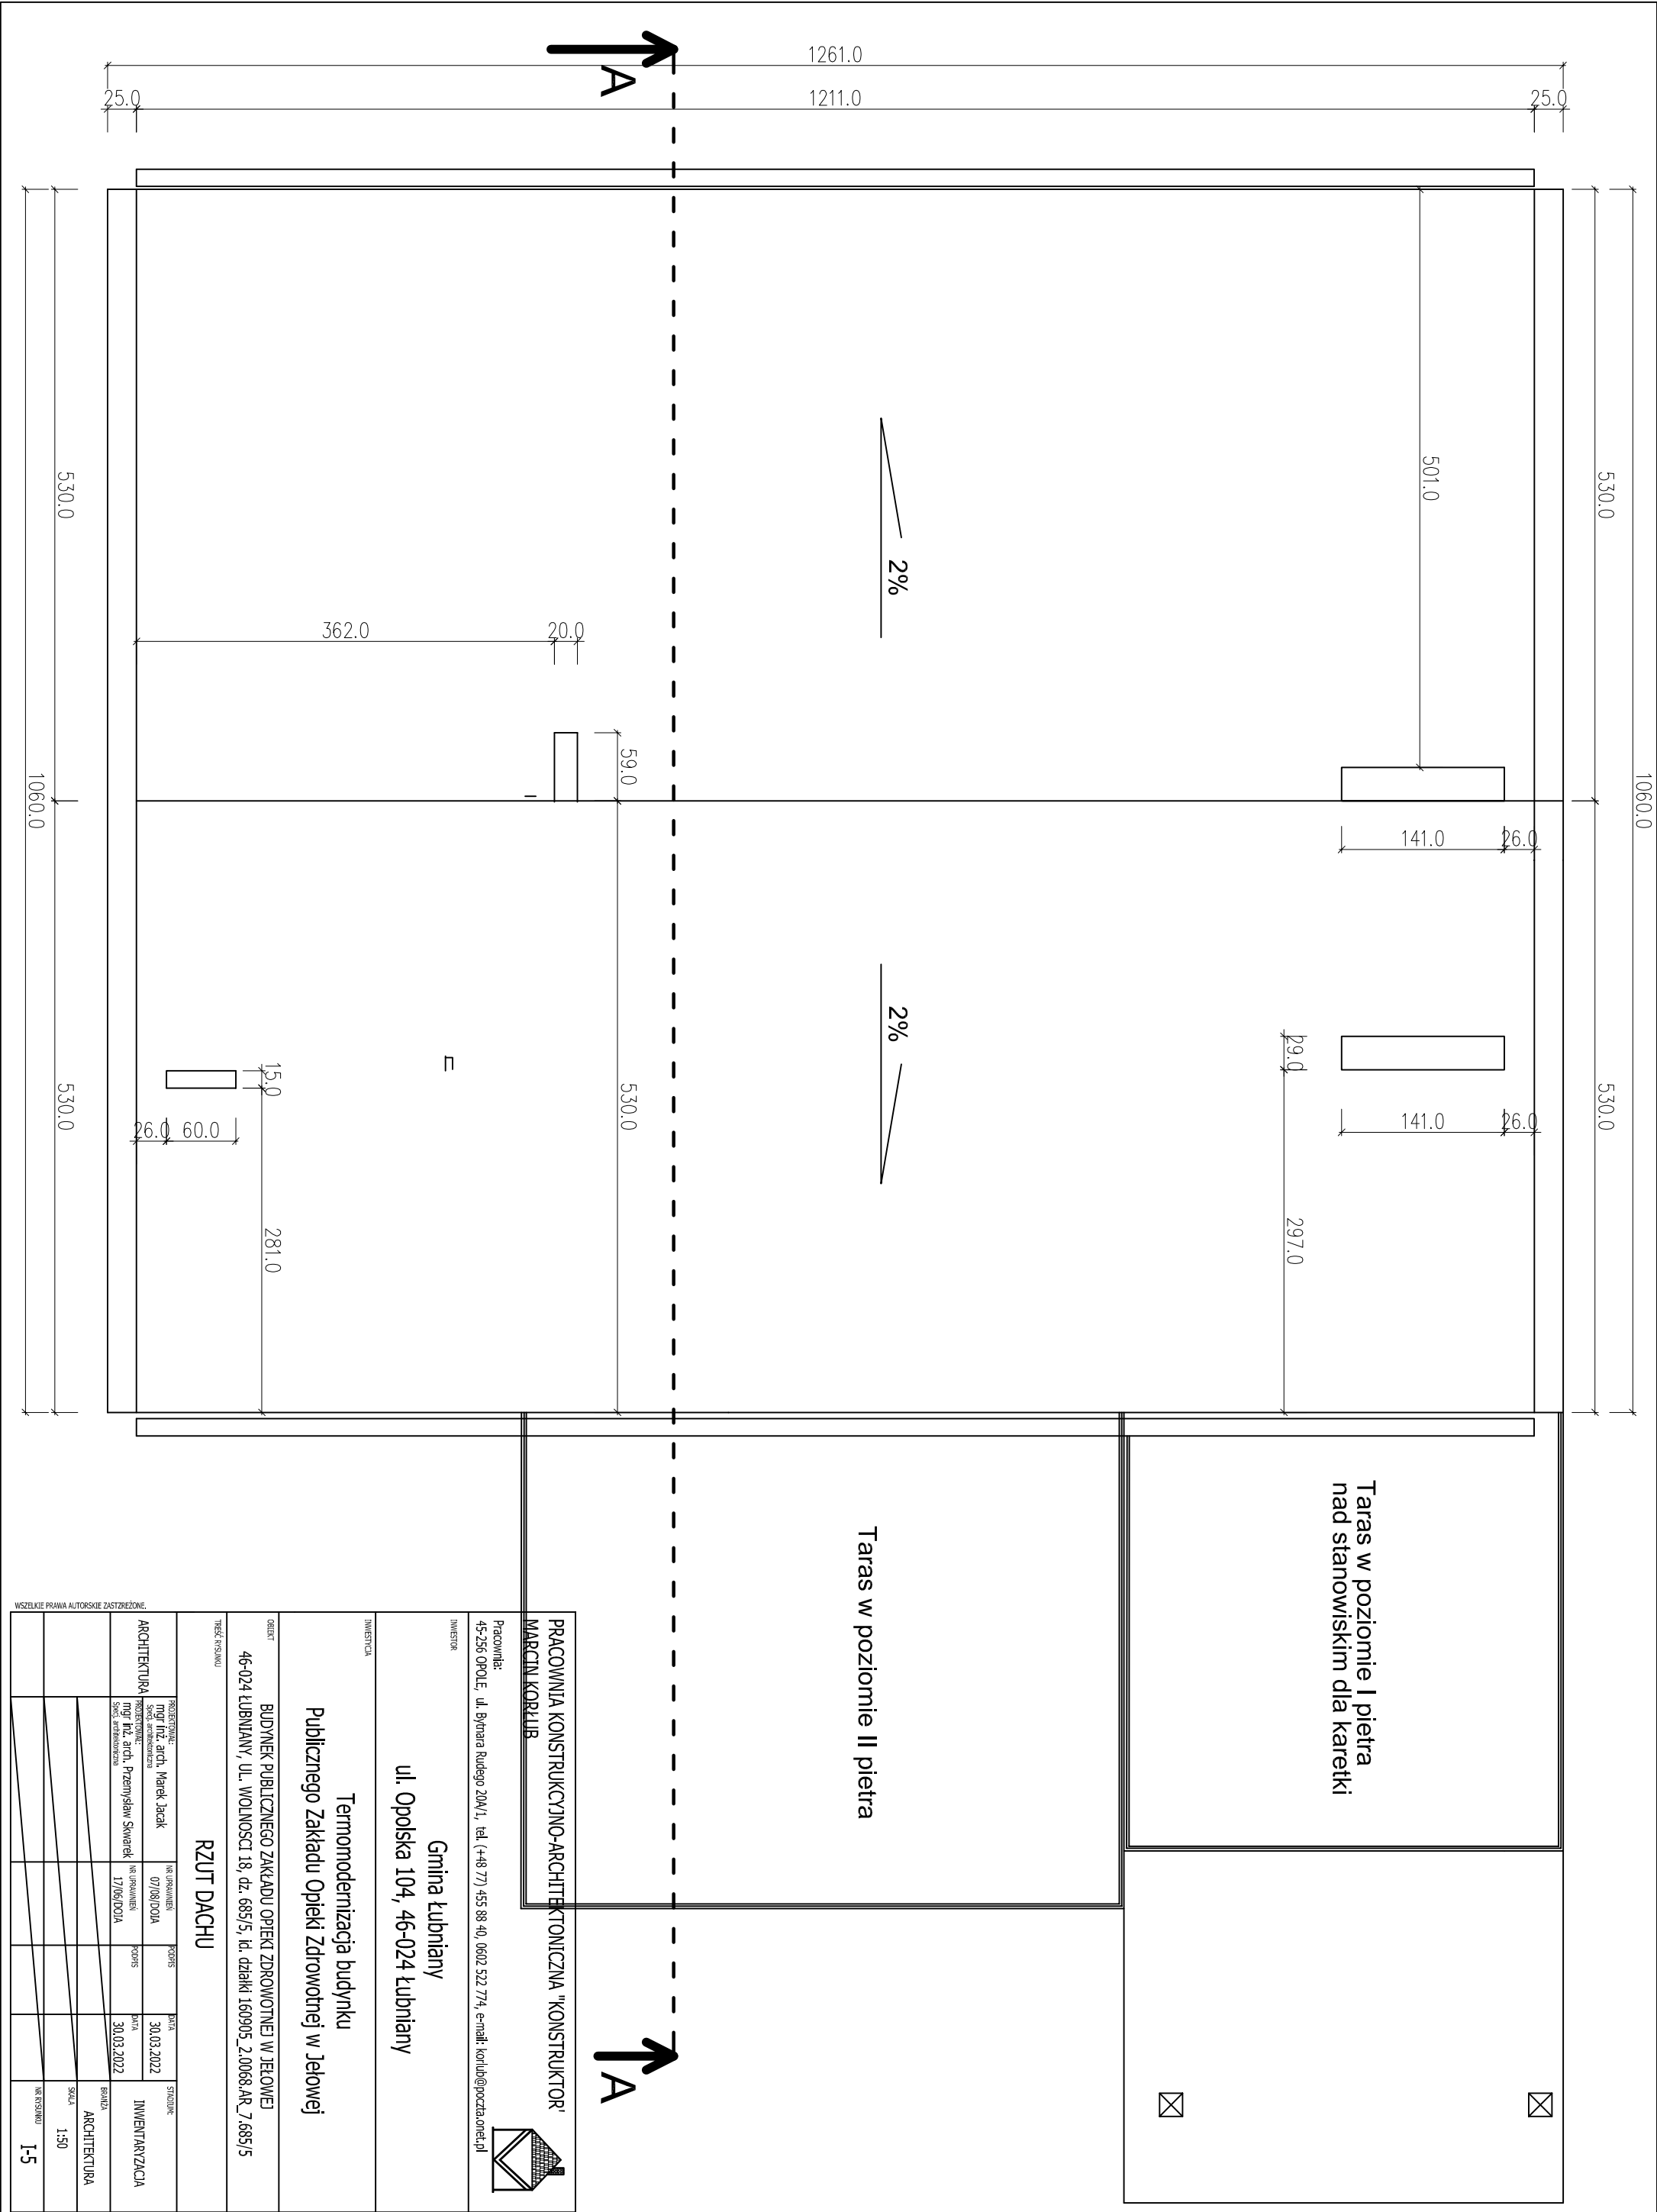 1261.0
25.0
1211.0
25.0
A
530.0
530.0
1060.0
530.0
530.0
1060.0
501.0
2%
362.0
20.0
59.0
530.0
141.0
26.0
2%
29.0
297.0
141.0
26.0
15.0
281.0
26.0
60.0
Taras w poziomie I pietra
nad stanowiskim dla karetki
Taras w poziomie II pietra
A
PRACOWNIA KONSTRUKCYJNO-ARCHITEKTONICZNA "KONSTRUKTOR'
MARCIN KORŁUB
Pracownia:
45-256 OPOLE, ul. Bytnara Rudego 20A/1, tel. (+48 77) 455 88 40, 0602 522 774, e-mail: korlub@poczta.onet.pl
INWESTOR
Gmina Łubniany
ul. Opolska 104, 46-024 Łubniany
INWESTYCJA
Termomodernizacja budynku
Publicznego Zakładu Opieki Zdrowotnej w Jełowej
OBIEKT
BUDYNEK PUBLICZNEGO ZAKŁADU OPIEKI ZDROWOTNEJ W JEŁOWEJ
46-024 ŁUBNIANY, UL. WOLNOSCI 18, dz. 685/5, id. działki 160905_2.0068.AR_7.685/5
TREŚĆ RYSUNKU
RZUT DACHU
ARCHITEKTURA
PROJEKTOWAŁ:
mgr inż. arch. Marek Jacak
Specj. architektoniczna
NR UPRAWNIEŃ
07/08/DOIA
PODPIS
DATA
30.03.2022
STADIUM:
INWENTARYZACJA
PROJEKTOWAŁ:
mgr inż. arch. Przemysław Skwarek
Specj. architektoniczna
NR UPRAWNIEŃ
17/06/DOIA
PODPIS
DATA
30.03.2022
BRANŻA
ARCHITEKTURA
SKALA
1:50
NR RYSUNKU
I-5
WSZELKIE PRAWA AUTORSKIE ZASTZREŻONE.